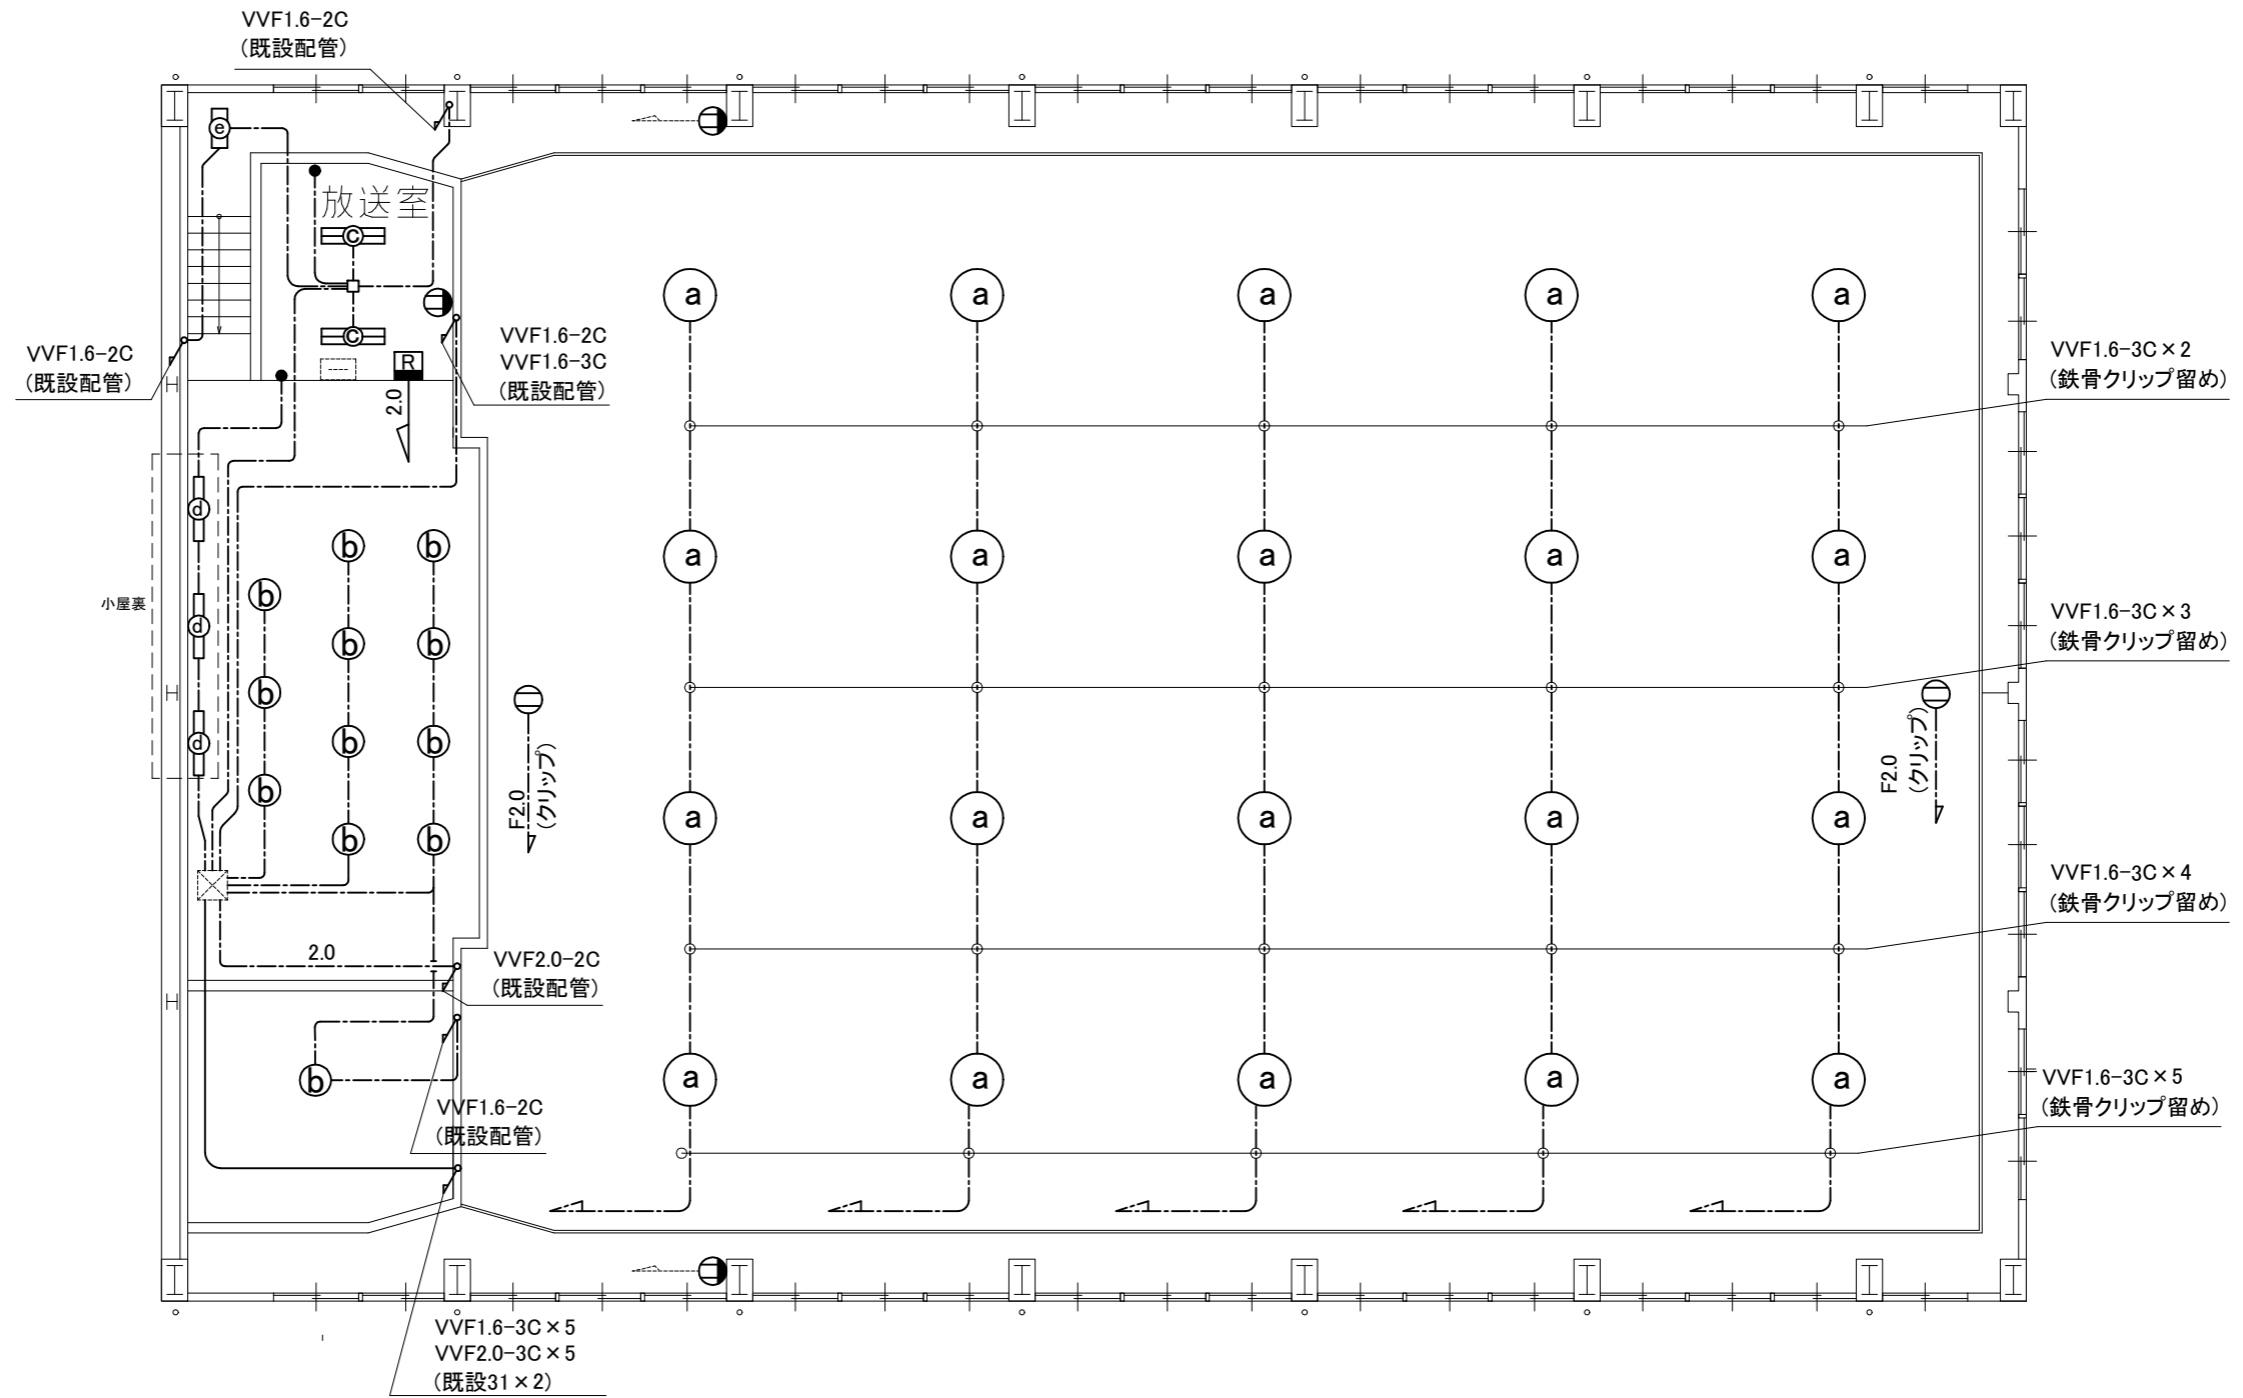 VVF1.6-2C
(既設配管)
e
放送室
C
C
R
2.0
VVF1.6-2C
(既設配管)
VVF1.6-2C
VVF1.6-3C
(既設配管)
a a a a a
VVF1.6-3C×2
(鉄骨クリップ留め)
d
d
d
小屋裏
b b
b
b b
b
b b
b
b b
F2.0
(クリップ)
a a a a a
VVF1.6-3C×3
(鉄骨クリップ留め)
F2.0
(クリップ)
a a a a a
VVF1.6-3C×4
(鉄骨クリップ留め)
2.0
VVF2.0-2C
(既設配管)
b
a a a a a
VVF1.6-3C×5
(鉄骨クリップ留め)
VVF1.6-2C
(既設配管)
VVF1.6-3C×5
VVF2.0-3C×5
(既設31×2)